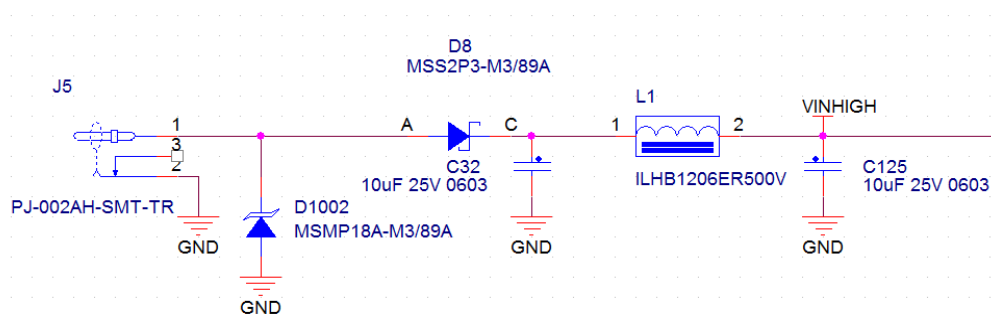 D8
MSS2P3-M3/89A
J5
L1
VINHIGH
1
A
C
1
2
3
2
C32
10uF 25V 0603
ILHB1206ER500V
C125
10uF 25V 0603
PJ-002AH-SMT-TR
D1002
MSMP18A-M3/89A
GND
GND
GND
GND